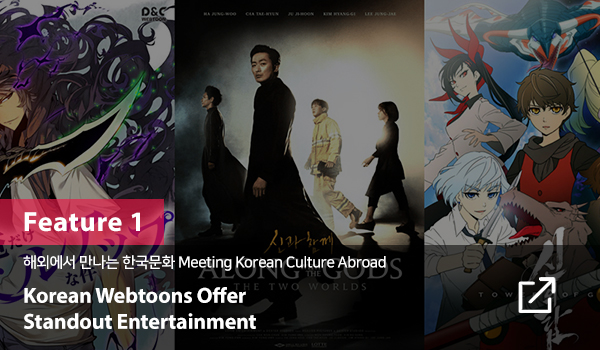 D&C
WEBTOON
HA JUNG-WOO CHA TAE-HYUN JU JI-HOON KIM HYANG-GI LEE JUNG-JAE
Feature 1
신과 함께
해외에서 만나는 한국문화 Meeting Korean Culture Abroad
ALONG WITH THE GODS
THE TWO WORLDS
Korean Webtoons Offer
Standout Entertainment